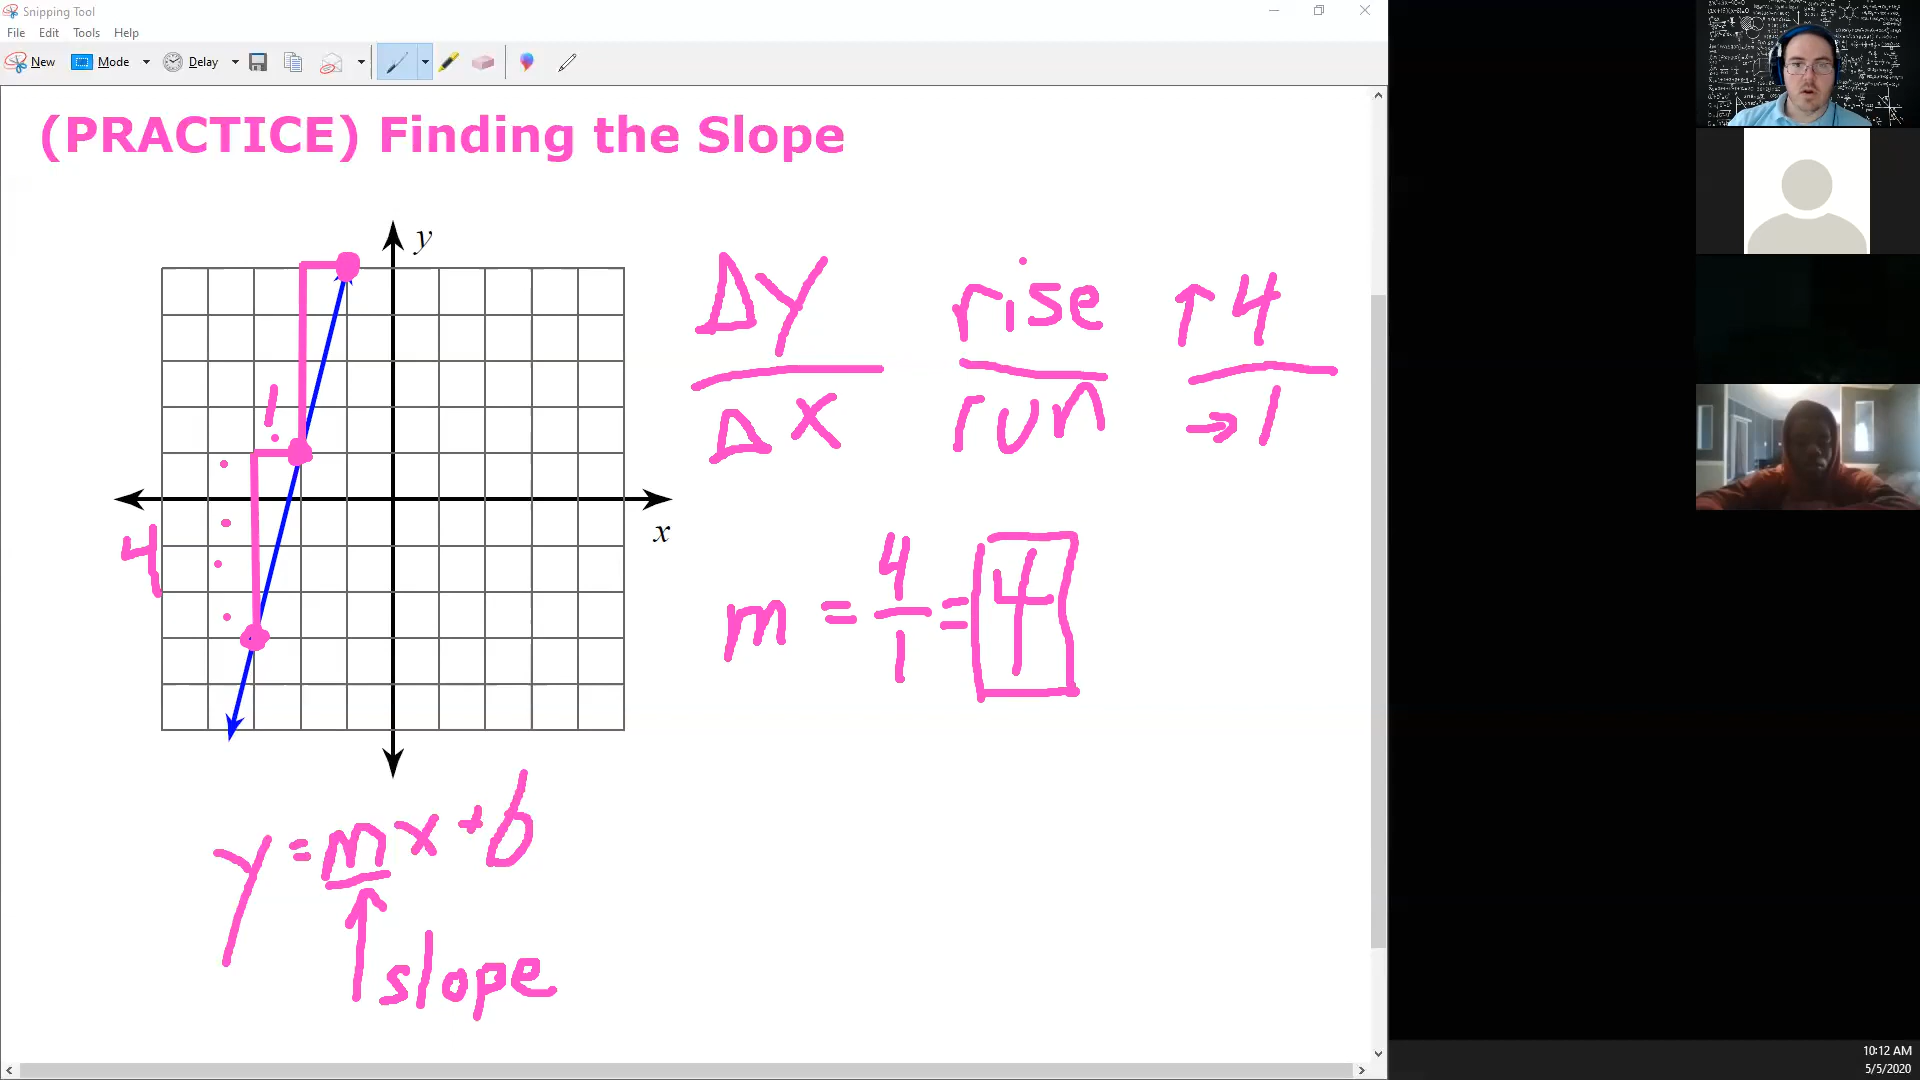 Snipping Tool
File Edit Tools Help
New Mode Delay
(PRACTICE) Finding the Slope
y
x
1
4
Δy rise ↑4
Δx run →1
m = 4/1 = 4
y = mx + b
↑ slope
10:12 AM
5/5/2020